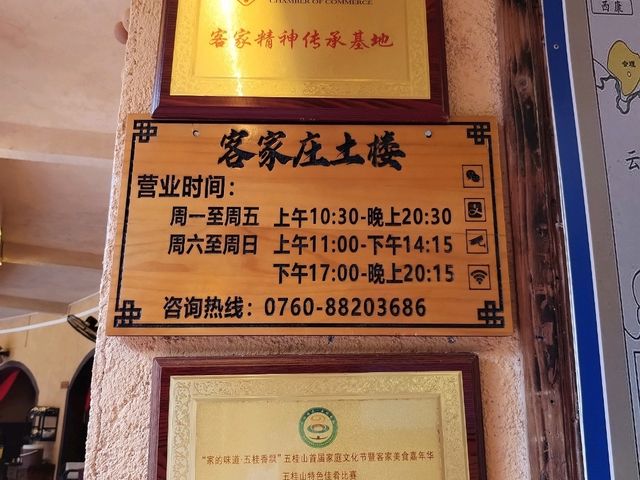 CHAMBER OF COMMERCE
客家精神传承基地
西康
客家庄土楼
营业时间：
周一至周五 上午10:30-晚上20:30
周六至周日 上午11:00-下午14:15
下午17:00-晚上20:15
咨询热线：0760-88203686
云
“家的味道·五桂香飘”五桂山首届家庭文化节暨客家美食嘉年华
五桂山特色佳肴比赛